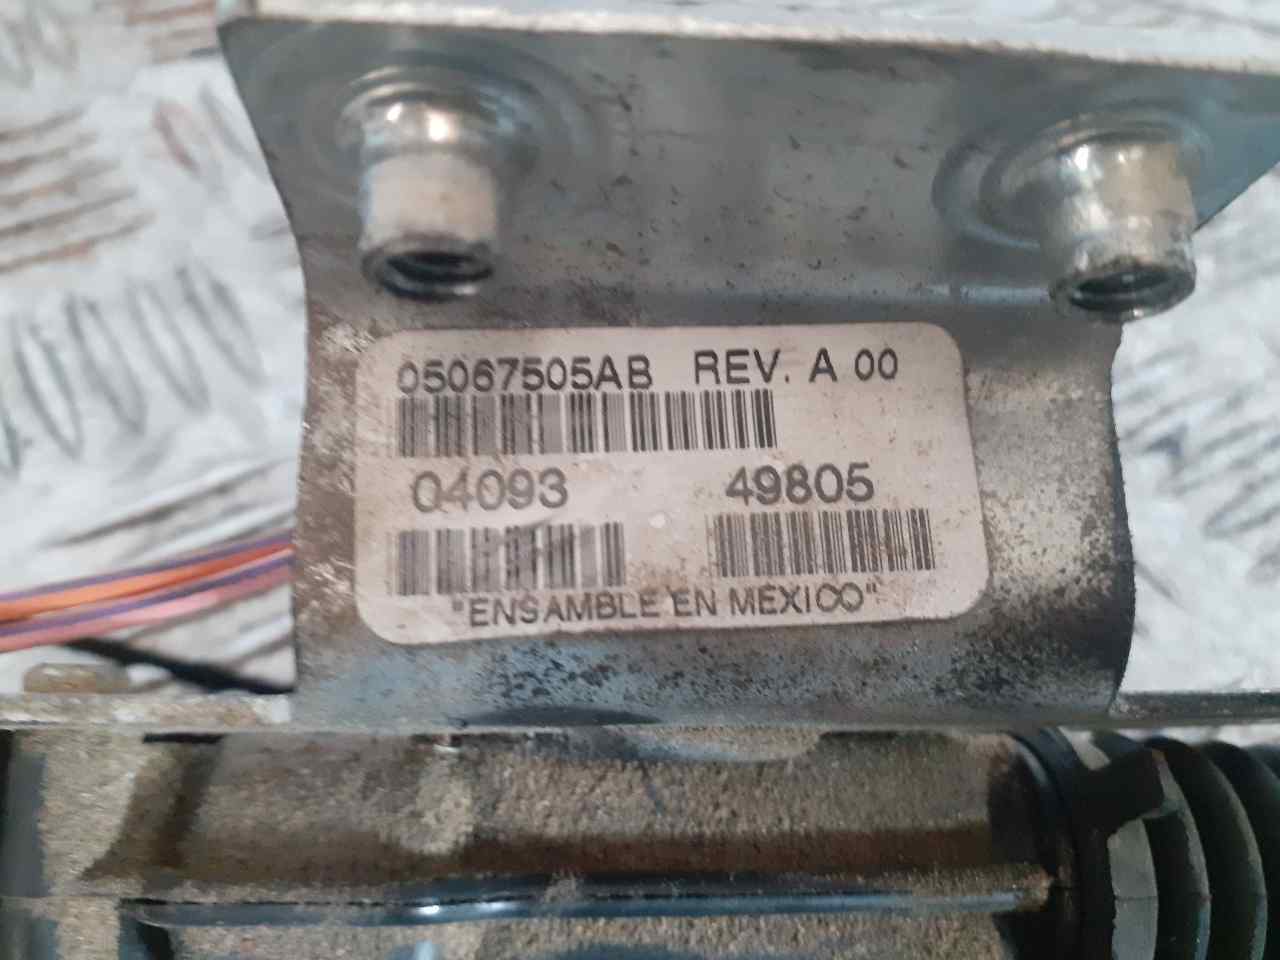 05067505AB REV. A 00
04093 49805
"ENSAMBLE EN MEXICO"